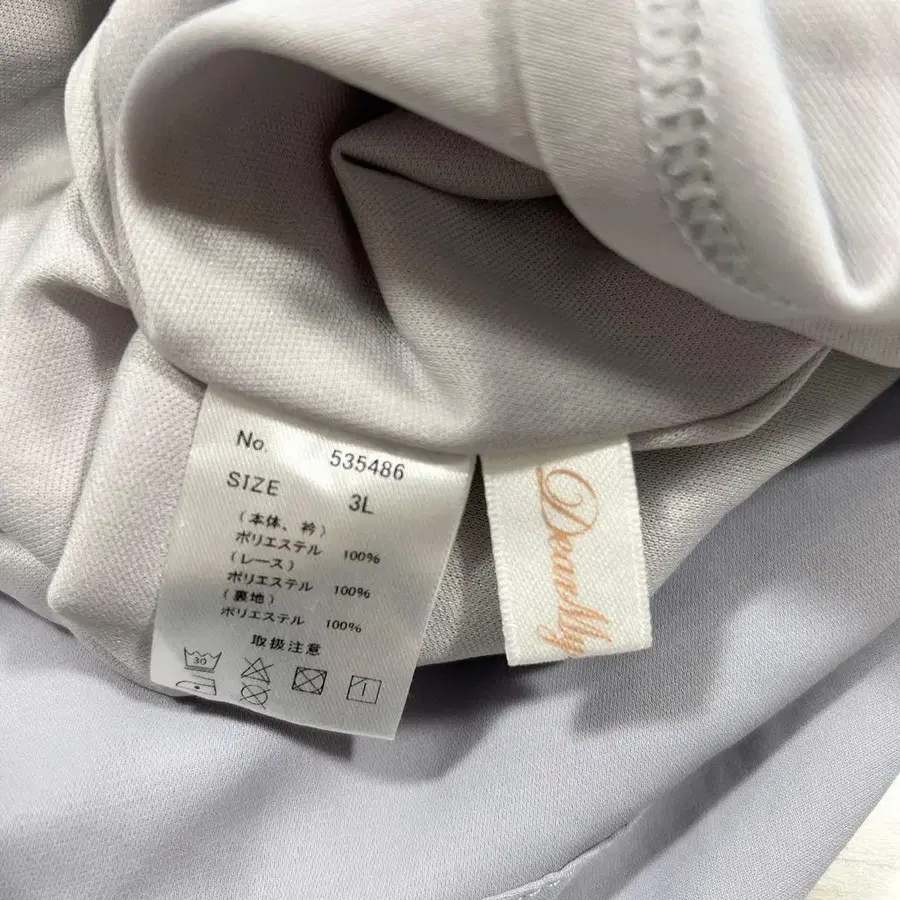 No. 535486
SIZE 3L
(本体、衿)
ポリエステル 100%
(レース)
ポリエステル 100%
(裏地)
ポリエステル 100%
取扱注意
30
Dearlly